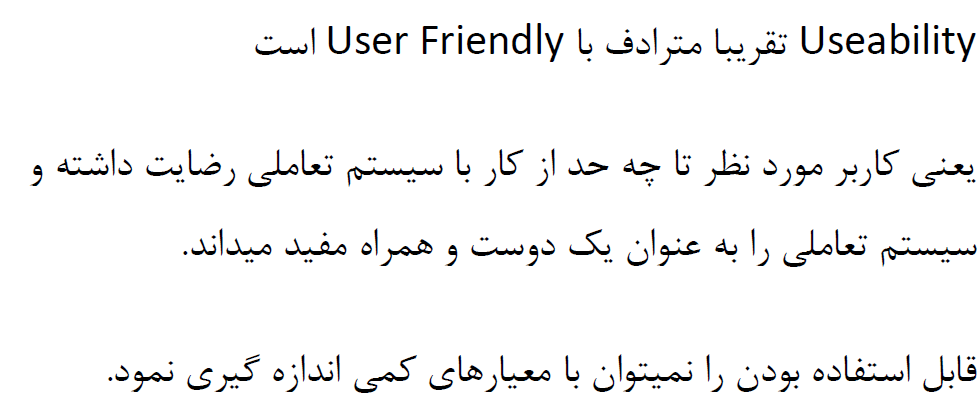 Useability تقریبا مترادف با User Friendly است
یعنی کاربر مورد نظر تا چه حد از کار با سیستم تعاملی رضایت داشته و
سیستم تعاملی را به عنوان یک دوست و همراه مفید میداند.
قابل استفاده بودن را نمیتوان با معیارهای کمی اندازه گیری نمود.